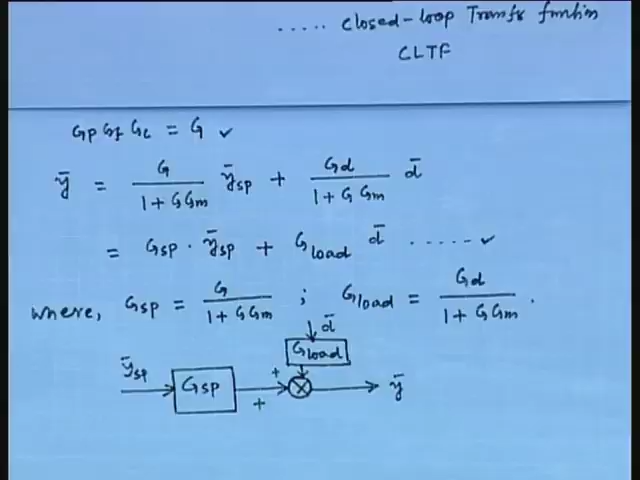 ..... Closed-loop Transfr function
CLTF
Gp Gf Gc = G ✓
ȳ = G / (1 + G Gm) ȳsp + Gd / (1 + G Gm) d̄
= Gsp · ȳsp + Gload d̄ ...... ✓
where, Gsp = G / (1 + G Gm) ; Gload = Gd / (1 + G Gm) .
d̄
Gload
ȳsp Gsp + + ȳ